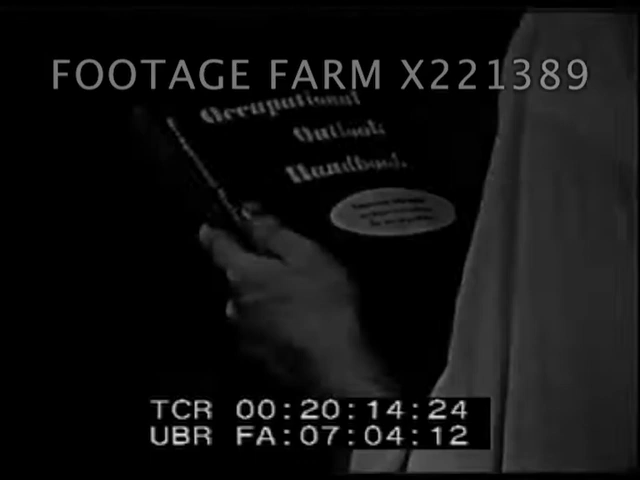 FOOTAGE FARM X221389
Occupational
Outlook
Handbook
TCR 00:20:14:24
UBR FA:07:04:12